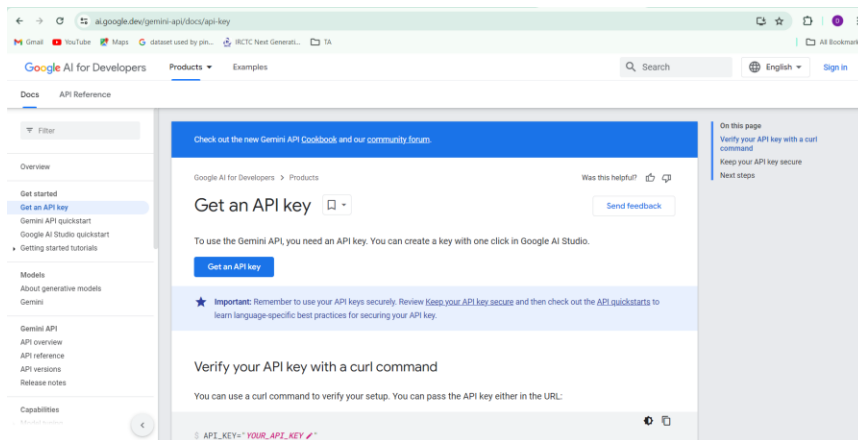 ai.google.dev/gemini-api/docs/api-key
Gmail YouTube Maps dataset used by pin... IRCTC Next Generati... TA All Bookmark
Google AI for Developers Products Examples Search English Sign in
Docs API Reference
Filter
Overview
Get started
Get an API key
Gemini API quickstart
Google AI Studio quickstart
Getting started tutorials
Models
About generative models
Gemini
Gemini API
API overview
API reference
API versions
Release notes
Capabilities
Check out the new Gemini API Cookbook and our community forum.
Google AI for Developers > Products Was this helpful?
Get an API key
Send feedback
To use the Gemini API, you need an API key. You can create a key with one click in Google AI Studio.
Get an API key
Important: Remember to use your API keys securely. Review Keep your API key secure and then check out the API quickstarts to
learn language-specific best practices for securing your API key.
Verify your API key with a curl command
You can use a curl command to verify your setup. You can pass the API key either in the URL:
$ API_KEY="YOUR_API_KEY"
On this page
Verify your API key with a curl
command
Keep your API key secure
Next steps